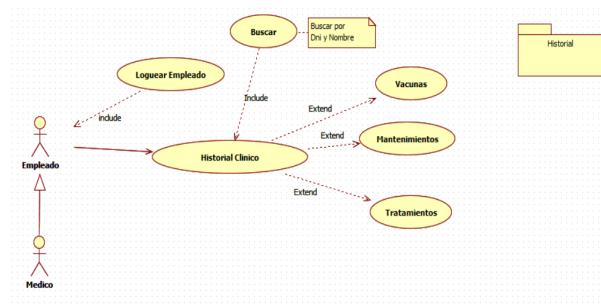 Buscar
Buscar por
Dni y Nombre
Historial
Loguear Empleado
Vacunas
Include
Extend
include
Extend
Mantenimientos
Empleado
Historial Clinico
Extend
Tratamientos
Medico